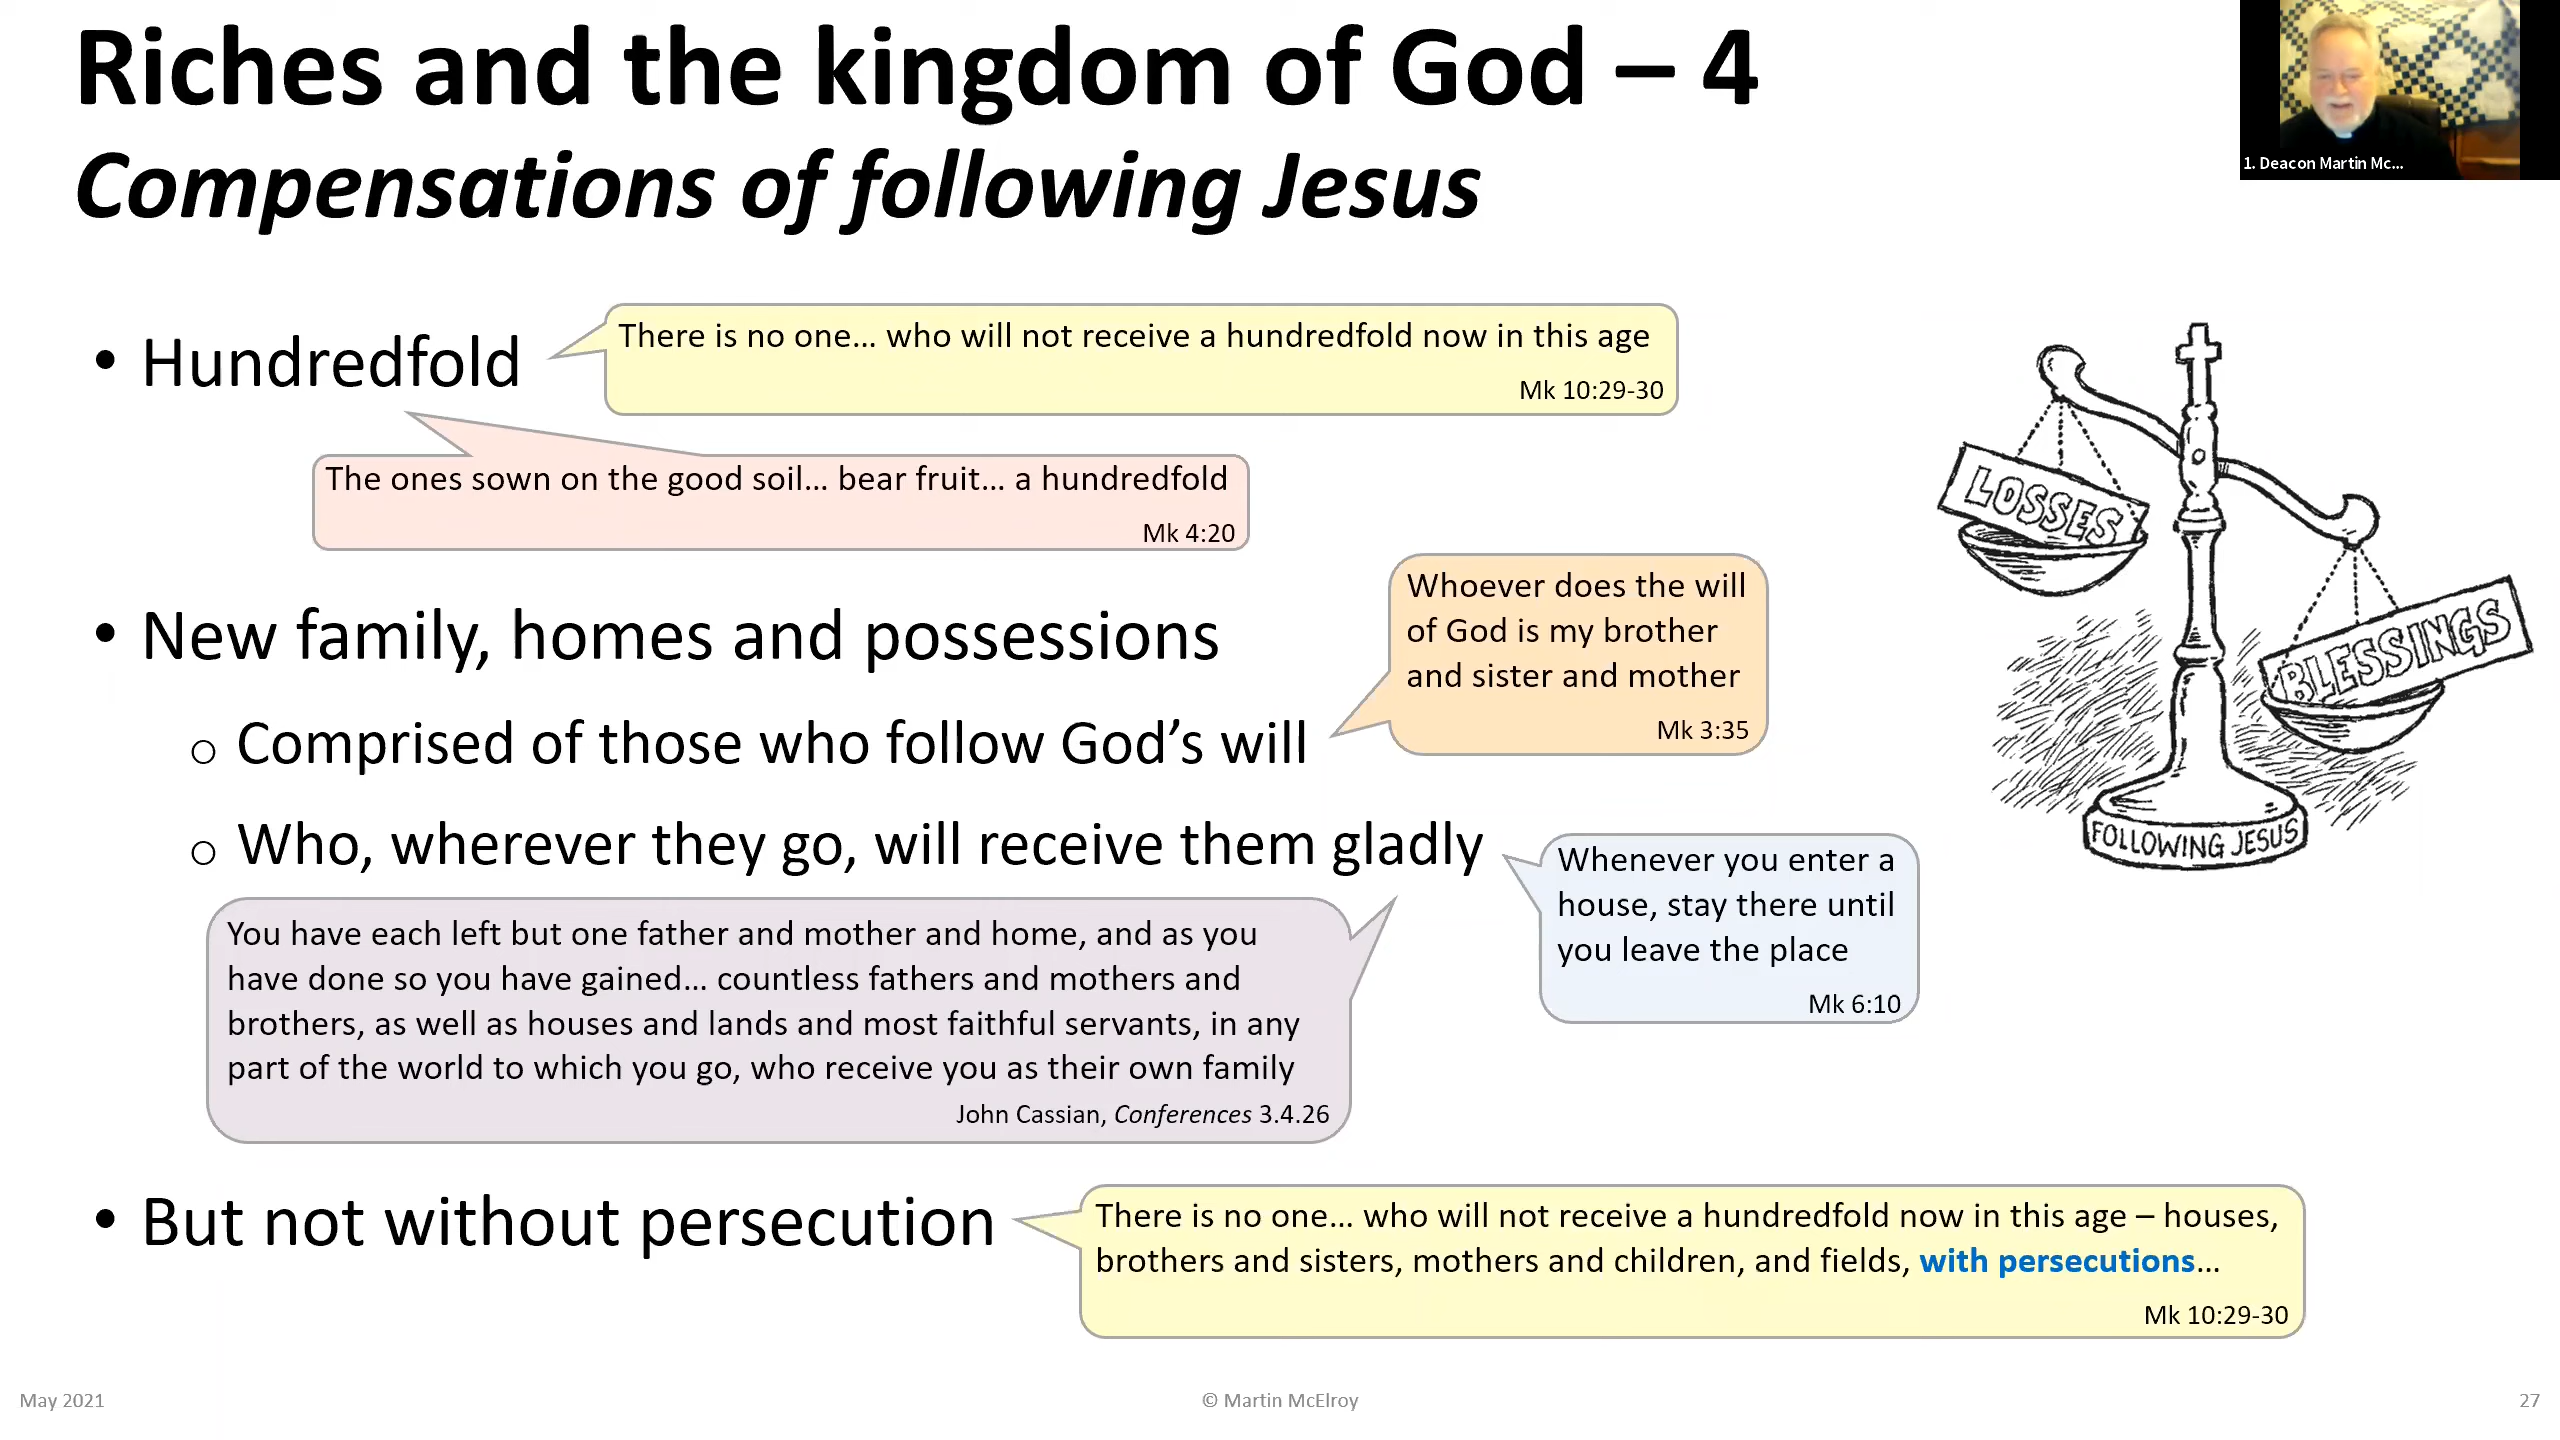 Riches and the kingdom of God – 4
Compensations of following Jesus
1. Deacon Martin Mc...
• Hundredfold
There is no one... who will not receive a hundredfold now in this age
Mk 10:29-30
The ones sown on the good soil... bear fruit... a hundredfold
Mk 4:20
• New family, homes and possessions
o Comprised of those who follow God’s will
Whoever does the will
of God is my brother
and sister and mother
Mk 3:35
o Who, wherever they go, will receive them gladly
Whenever you enter a
house, stay there until
you leave the place
Mk 6:10
You have each left but one father and mother and home, and as you
have done so you have gained... countless fathers and mothers and
brothers, as well as houses and lands and most faithful servants, in any
part of the world to which you go, who receive you as their own family
John Cassian, Conferences 3.4.26
• But not without persecution
There is no one... who will not receive a hundredfold now in this age – houses,
brothers and sisters, mothers and children, and fields, with persecutions...
Mk 10:29-30
LOSSES
BLESSINGS
FOLLOWING JESUS
May 2021
© Martin McElroy
27